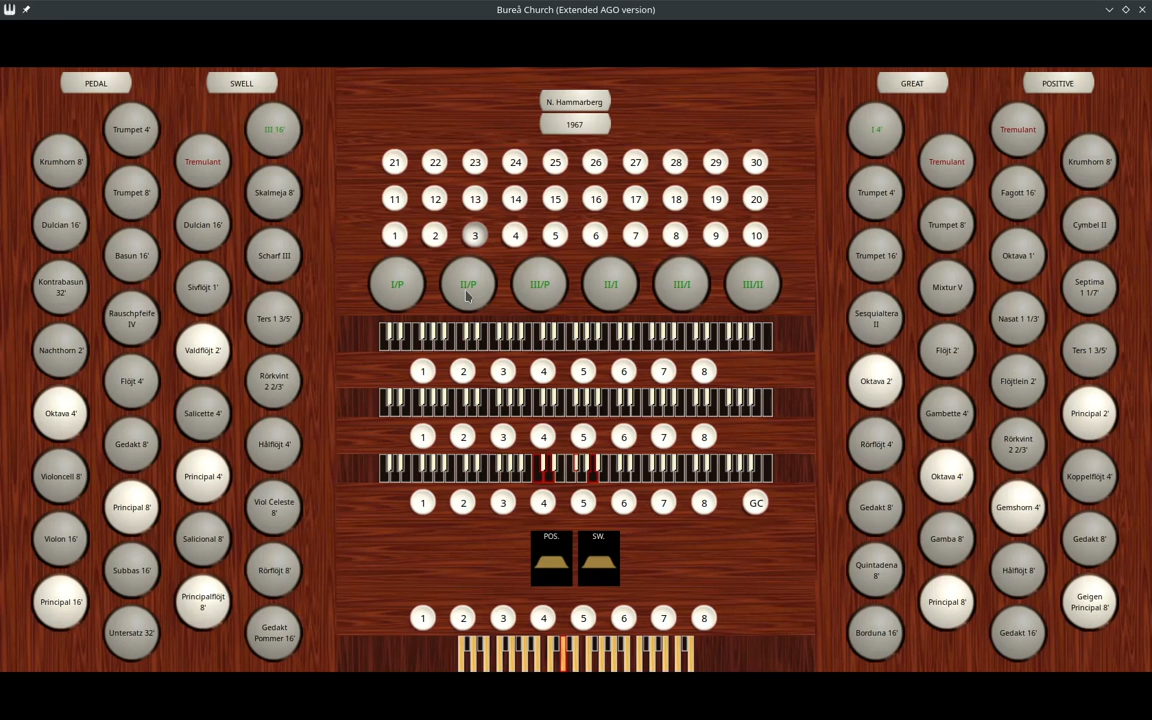 Bureå Church (Extended AGO version)
PEDAL
SWELL
GREAT
POSITIVE
N. Hammarberg
1967
Krumhorn 8'
Dulcian 16'
Kontrabasun
32'
Nachthorn 2'
Oktava 4'
Violoncell 8'
Violon 16'
Principal 16'
Trumpet 4'
Trumpet 8'
Basun 16'
Rauschpfeife
IV
Flöjt 4'
Gedakt 8'
Principal 8'
Subbas 16'
Untersatz 32'
Tremulant
Dulcian 16'
Sivflöjt 1'
Valdflöjt 2'
Salicette 4'
Principal 4'
Salicional 8'
Principalflöjt
8'
III 16'
Skalmeja 8'
Scharf III
Ters 1 3/5'
Rörkvint
2 2/3'
Hålflöjt 4'
Viol Celeste
8'
Rörflöjt 8'
Gedakt
Pommer 16'
21 22 23 24 25 26 27 28 29 30
11 12 13 14 15 16 17 18 19 20
1 2 3 4 5 6 7 8 9 10
I/P II/P III/P II/I III/I III/II
1 2 3 4 5 6 7 8
1 2 3 4 5 6 7 8
1 2 3 4 5 6 7 8 GC
POS. SW.
1 2 3 4 5 6 7 8
I 4'
Trumpet 4'
Trumpet 16'
Sesquialtera
II
Oktava 2'
Rörflöjt 4'
Gedakt 8'
Quintadena
8'
Borduna 16'
Tremulant
Trumpet 8'
Mixtur V
Flöjt 2'
Gambette 4'
Oktava 4'
Gamba 8'
Principal 8'
Tremulant
Fagott 16'
Oktava 1'
Nasat 1 1/3'
Flöjtlein 2'
Rörkvint
2 2/3'
Gemshorn 4'
Hålflöjt 8'
Gedakt 16'
Krumhorn 8'
Cymbel II
Septima
1 1/7'
Ters 1 3/5'
Principal 2'
Koppelflöjt 4'
Gedakt 8'
Geigen
Principal 8'